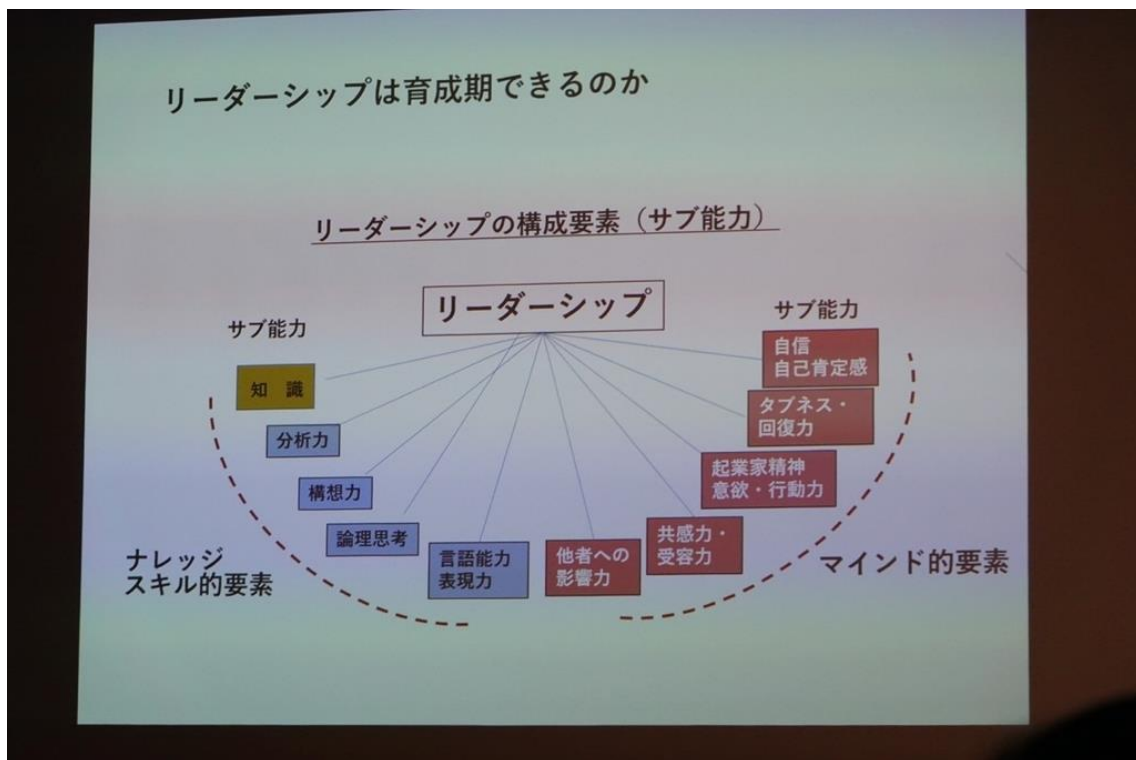 リーダーシップは育成期できるのか
リーダーシップの構成要素（サブ能力）
リーダーシップ
サブ能力
知　識
分析力
構想力
論理思考
言語能力
表現力
ナレッジ
スキル的要素
サブ能力
自信
自己肯定感
タブネス・
回復力
起業家精神
意欲・行動力
共感力・
受容力
他者への
影響力
マインド的要素